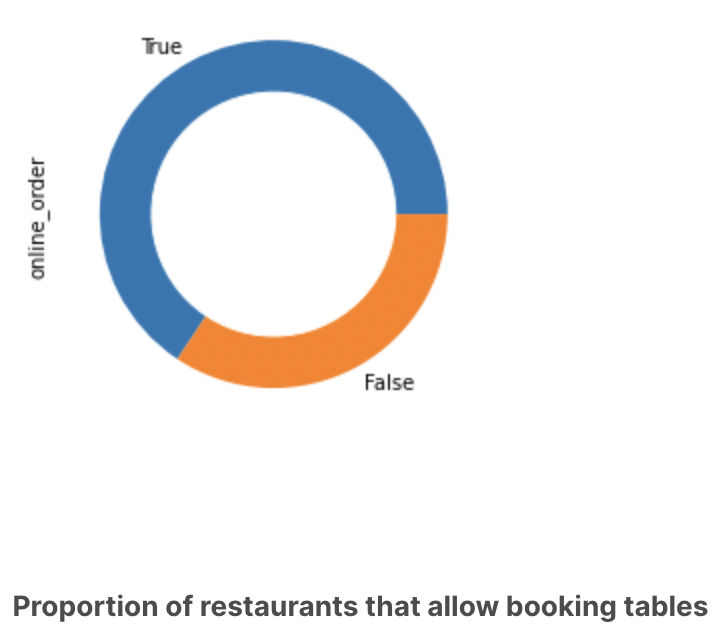 True
online_order
False
Proportion of restaurants that allow booking tables